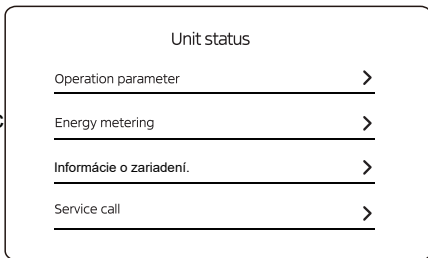 Unit status
Operation parameter
Energy metering
Informácie o zariadení.
Service call